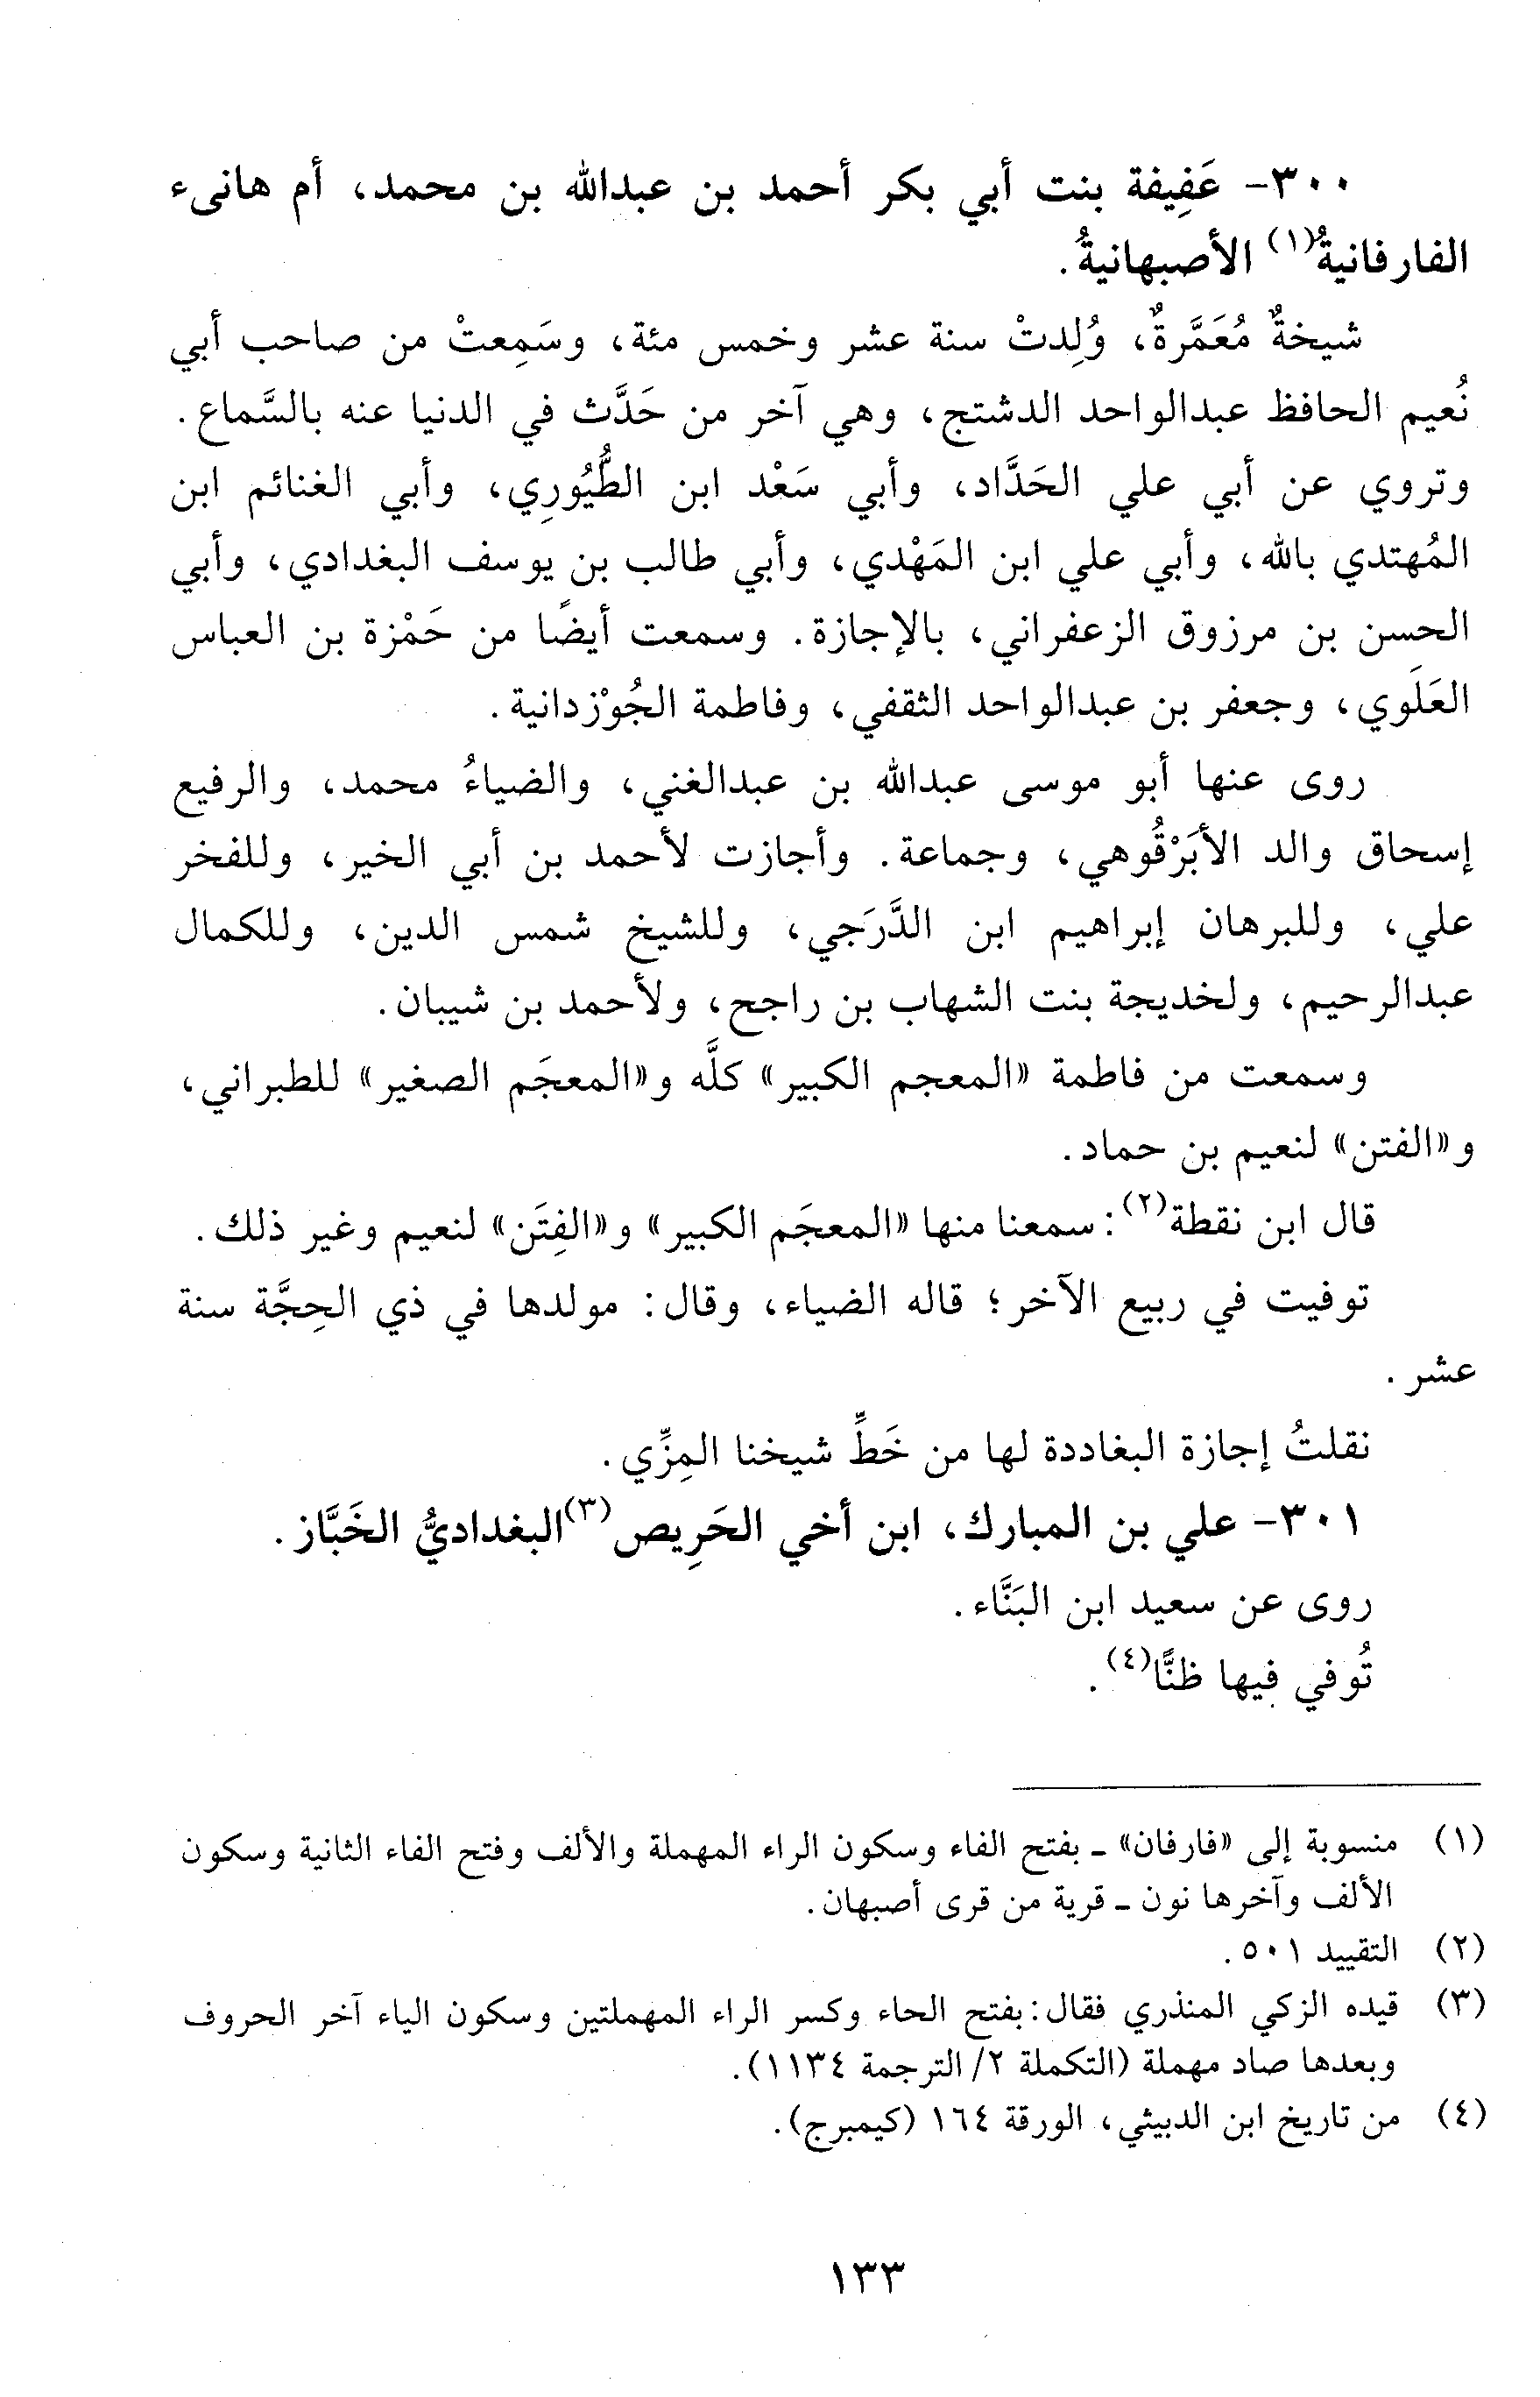 ٣٠٠- عَفِيفة بنت أبي بكر أحمد بن عبدالله بن محمد، أم هانىء
الفارفانيةُ(١) الأصبهانيةُ.
شيخةٌ مُعَمَّرةٌ، وُلِدتْ سنة عشر وخمس مئة، وسَمِعتْ من صاحب أبي
نُعيم الحافظ عبدالواحد الدشتج، وهي آخر من حَدَّث في الدنيا عنه بالسَّماع.
وتروي عن أبي علي الحَدَّاد، وأبي سَعْد ابن الطُّيُورِي، وأبي الغنائم ابن
المُهتدي بالله، وأبي علي ابن المَهْدي، وأبي طالب بن يوسف البغدادي، وأبي
الحسن بن مرزوق الزعفراني، بالإجازة. وسمعت أيضًا من حَمْزة بن العباس
العَلَوي، وجعفر بن عبدالواحد الثقفي، وفاطمة الجُوْزدانية.
روى عنها أبو موسى عبدالله بن عبدالغني، والضياءُ محمد، والرفيع
إسحاق والد الأبَرْقُوهي، وجماعة. وأجازت لأحمد بن أبي الخير، وللفخر
علي، وللبرهان إبراهيم ابن الدَّرَجي، وللشيخ شمس الدين، وللكمال
عبدالرحيم، ولخديجة بنت الشهاب بن راجح، ولأحمد بن شيبان.
وسمعت من فاطمة «المعجم الكبير» كلَّه و«المعجَم الصغير» للطبراني،
و«الفتن» لنعيم بن حماد.
قال ابن نقطة(٢): سمعنا منها «المعجَم الكبير» و«الفِتَن» لنعيم وغير ذلك.
توفيت في ربيع الآخر؛ قاله الضياء، وقال: مولدها في ذي الحِجَّة سنة
عشر.
نقلتُ إجازة البغاددة لها من خَطِّ شيخنا المِزِّي.
٣٠١- علي بن المبارك، ابن أخي الحَرِيص(٣)البغداديُّ الخَبَّاز.
روى عن سعيد ابن البَنَّاء.
تُوفي فيها ظنًّا(٤).
(١) منسوبة إلى «فارفان» ـ بفتح الفاء وسكون الراء المهملة والألف وفتح الفاء الثانية وسكون
الألف وآخرها نون ـ قرية من قرى أصبهان.
(٢) التقييد ٥٠١.
(٣) قيده الزكي المنذري فقال: بفتح الحاء وكسر الراء المهملتين وسكون الياء آخر الحروف
وبعدها صاد مهملة (التكملة ٢/ الترجمة ١١٣٤).
(٤) من تاريخ ابن الدبيثي، الورقة ١٦٤ (كيمبرج).
١٣٣